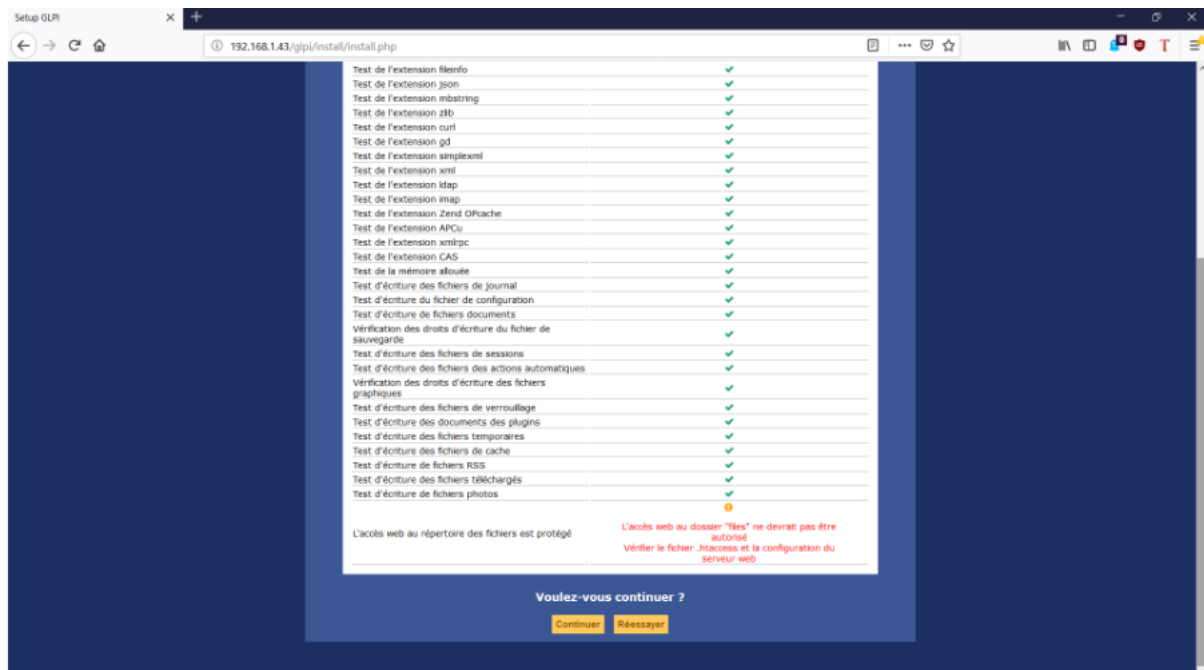 Setup GLPI
192.168.1.43/glpi/install/install.php
Test de l'extension fileinfo
Test de l'extension json
Test de l'extension mbstring
Test de l'extension zlib
Test de l'extension curl
Test de l'extension gd
Test de l'extension simplexml
Test de l'extension xml
Test de l'extension ldap
Test de l'extension imap
Test de l'extension Zend OPcache
Test de l'extension APCu
Test de l'extension xmlrpc
Test de l'extension CAS
Test de la mémoire allouée
Test d'écriture des fichiers de journal
Test d'écriture du fichier de configuration
Test d'écriture de fichiers documents
Vérification des droits d'écriture du fichier de
sauvegarde
Test d'écriture des fichiers de sessions
Test d'écriture des fichiers des actions automatiques
Vérification des droits d'écriture des fichiers
graphiques
Test d'écriture des fichiers de verrouillage
Test d'écriture des documents des plugins
Test d'écriture des fichiers temporaires
Test d'écriture des fichiers de cache
Test d'écriture de fichiers RSS
Test d'écriture des fichiers téléchargés
Test d'écriture de fichiers photos
L'accès web au répertoire des fichiers est protégé
L'accès web au dossier "files" ne devrait pas être
autorisé
Vérifier le fichier .htaccess et la configuration du
serveur web
Voulez-vous continuer ?
Continuer
Réessayer